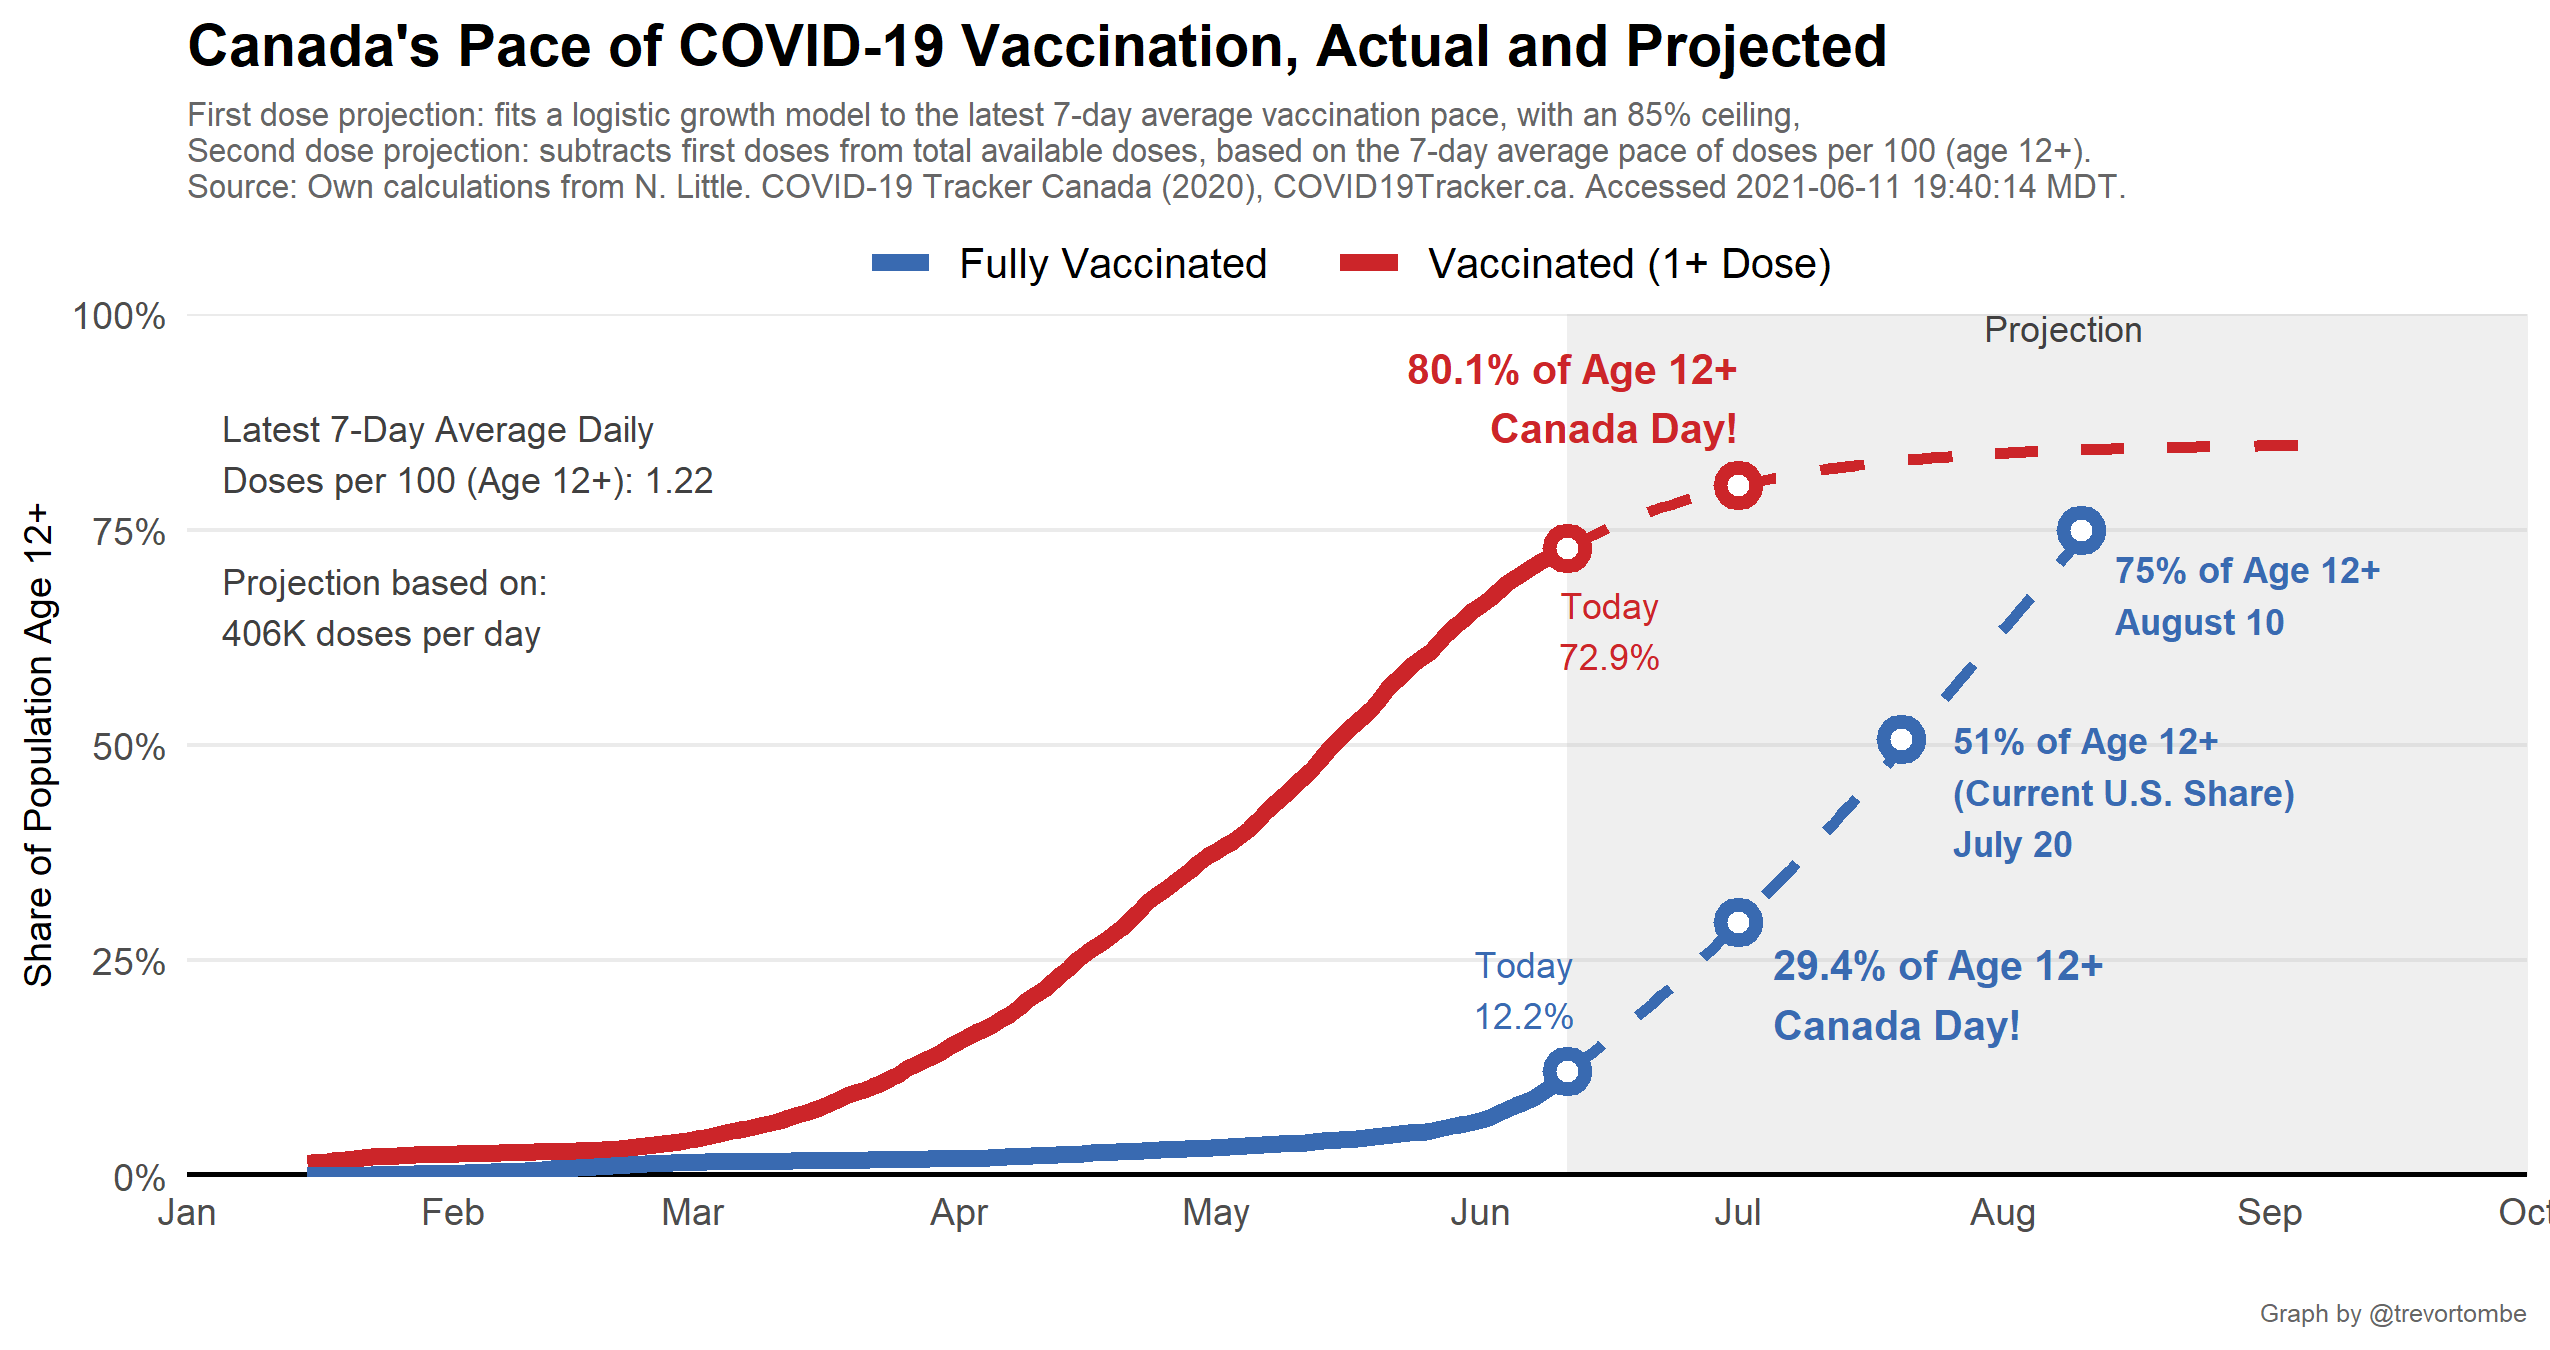 Canada's Pace of COVID-19 Vaccination, Actual and Projected
First dose projection: fits a logistic growth model to the latest 7-day average vaccination pace, with an 85% ceiling,
Second dose projection: subtracts first doses from total available doses, based on the 7-day average pace of doses per 100 (age 12+).
Source: Own calculations from N. Little. COVID-19 Tracker Canada (2020), COVID19Tracker.ca. Accessed 2021-06-11 19:40:14 MDT.
Fully Vaccinated
Vaccinated (1+ Dose)
Share of Population Age 12+
100%
75%
50%
25%
0%
Projection
Latest 7-Day Average Daily
Doses per 100 (Age 12+): 1.22
Projection based on:
406K doses per day
80.1% of Age 12+
Canada Day!
Today
72.9%
75% of Age 12+
August 10
51% of Age 12+
(Current U.S. Share)
July 20
Today
12.2%
29.4% of Age 12+
Canada Day!
Jan
Feb
Mar
Apr
May
Jun
Jul
Aug
Sep
Oct
Graph by @trevortombe